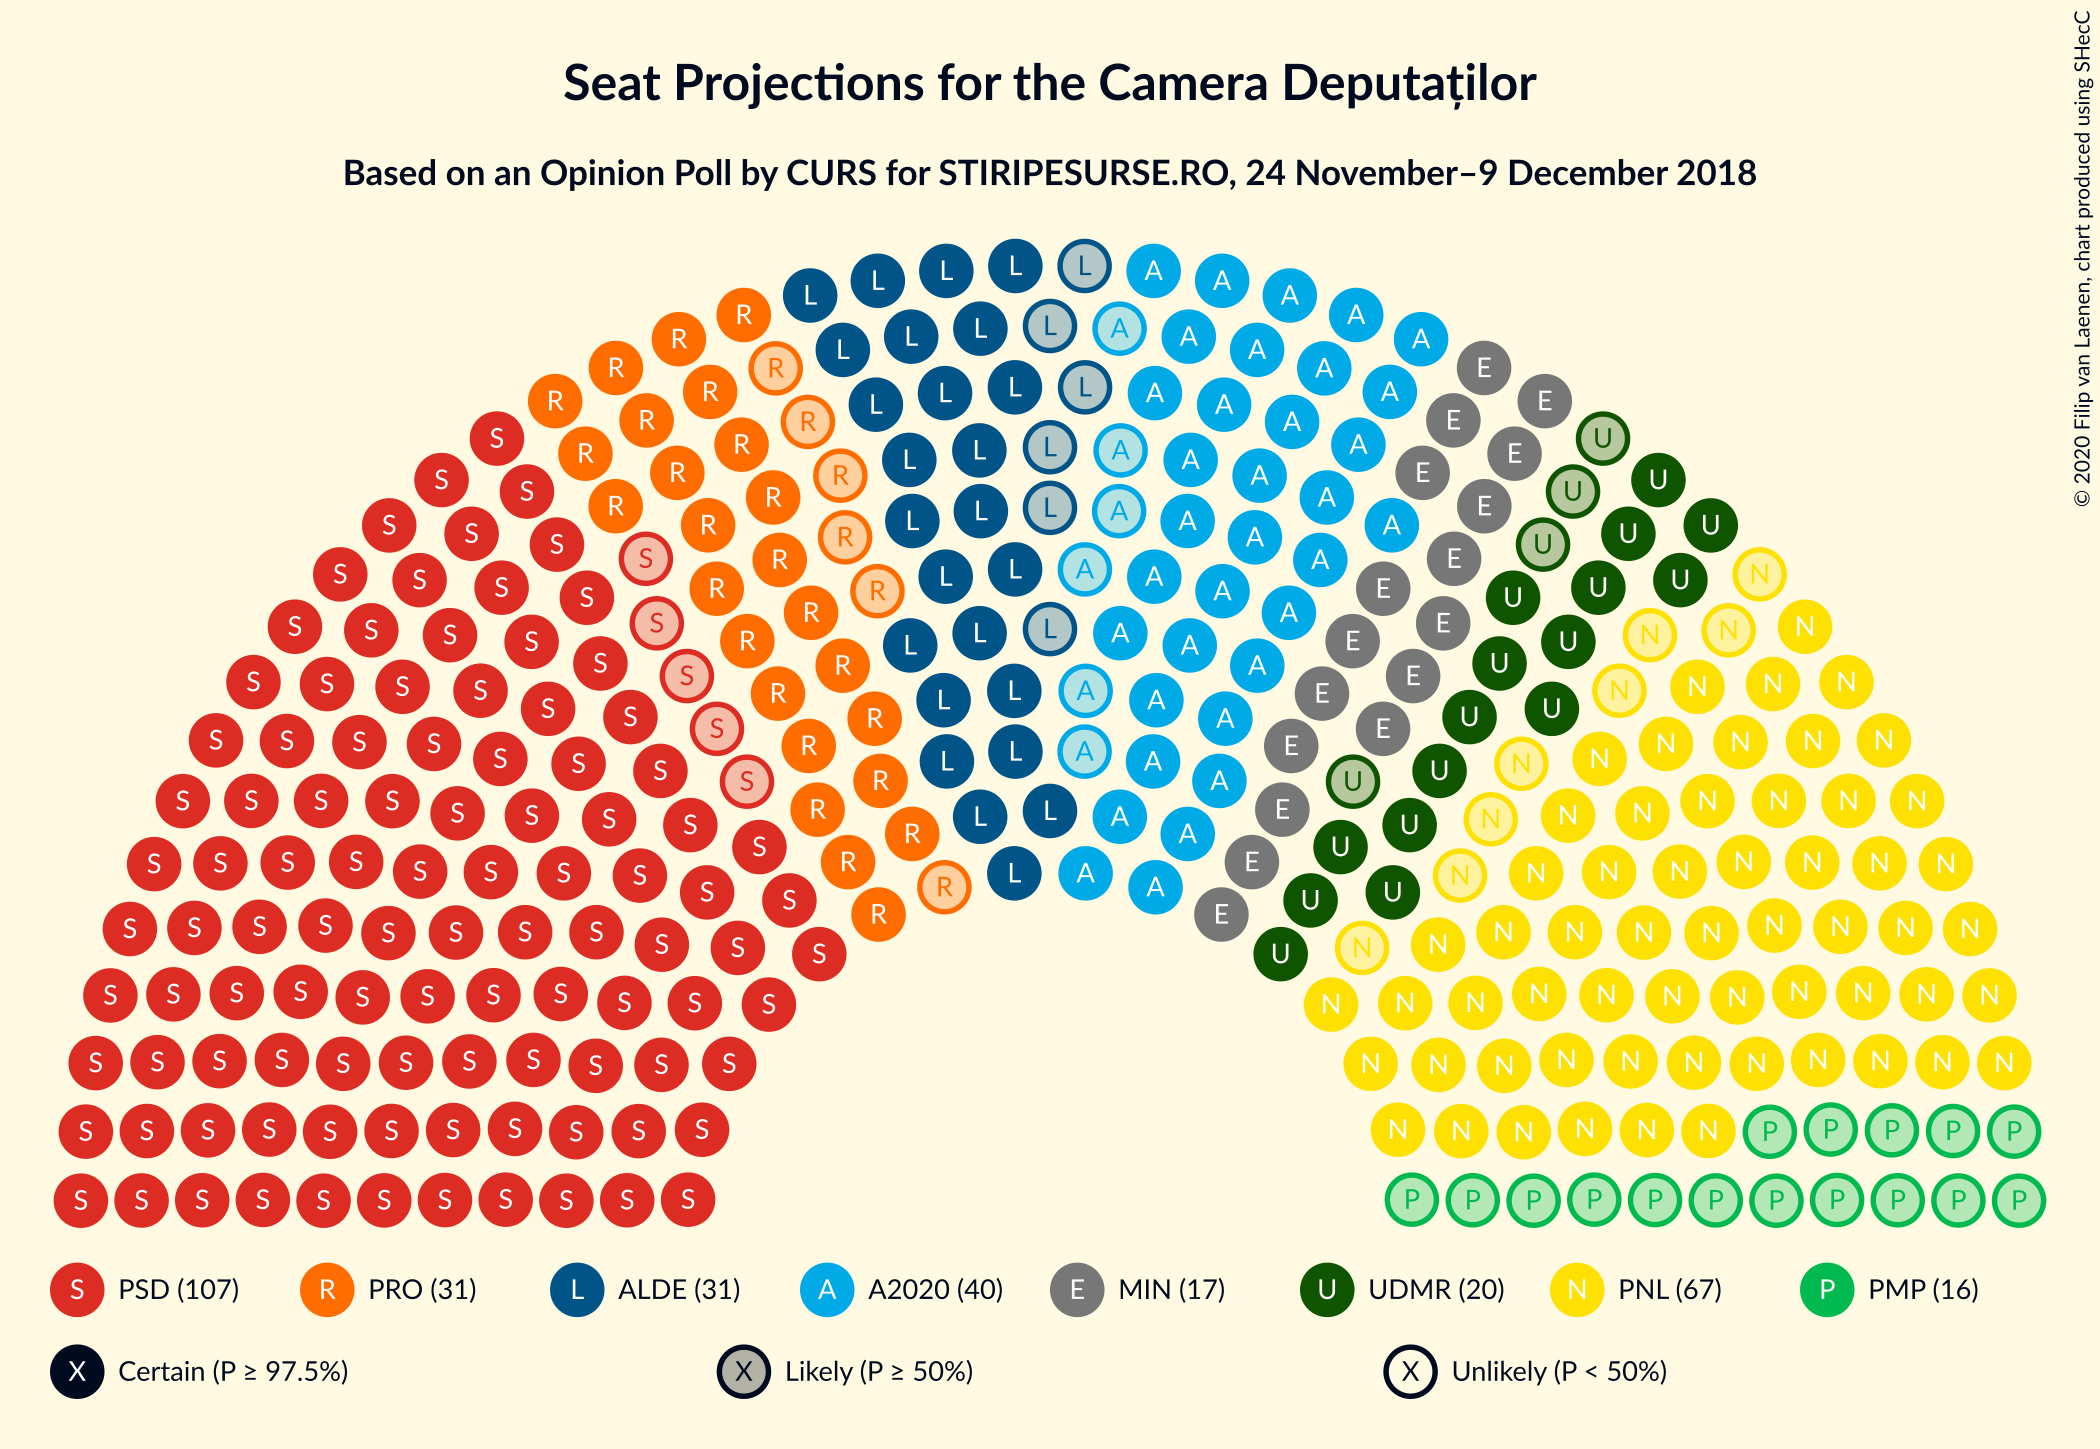 Seat Projections for the Camera Deputaților
Based on an Opinion Poll by CURS for STIRIPESURSE.RO, 24 November–9 December 2018
© 2020 Filip van Laenen, chart produced using SHecC
S PSD (107) R PRO (31) L ALDE (31) A A2020 (40) E MIN (17) U UDMR (20) N PNL (67) P PMP (16)
X Certain (P ≥ 97.5%) X Likely (P ≥ 50%) X Unlikely (P < 50%)